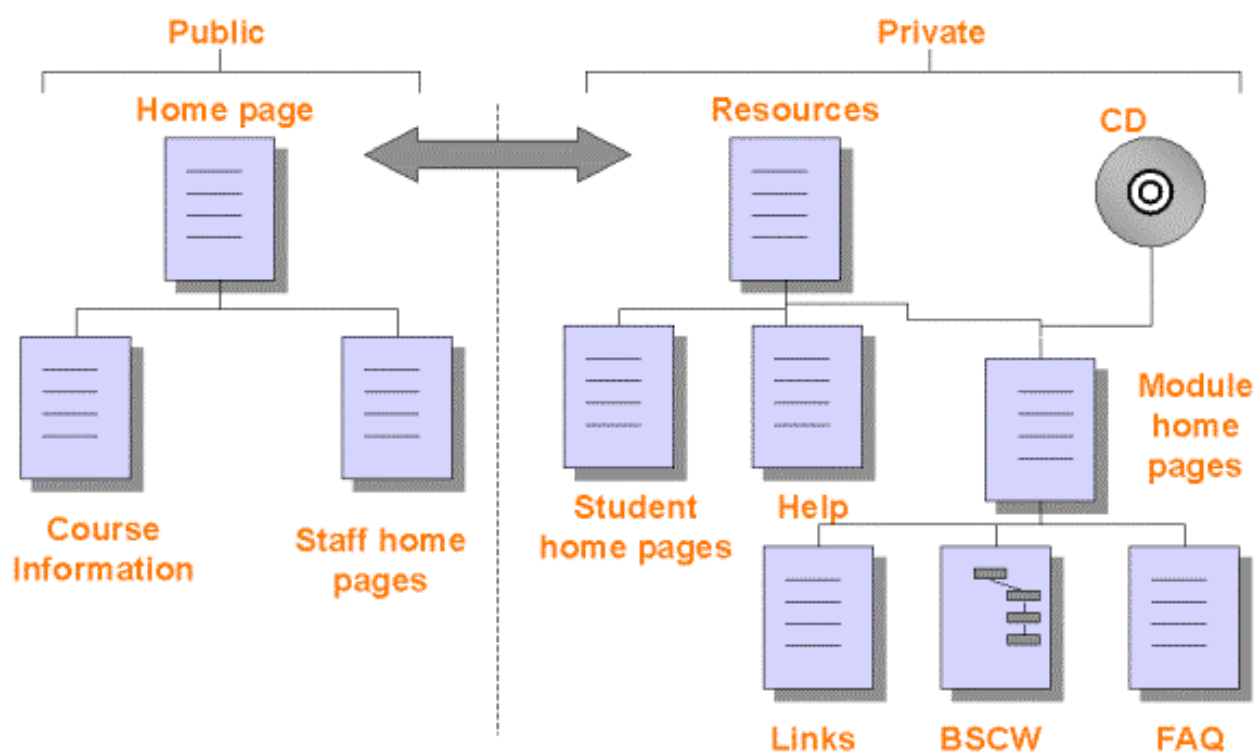 Public
Private
Home page
Resources
CD
Course
Information
Staff home
pages
Student
home pages
Help
Module
home
pages
Links
BSCW
FAQ